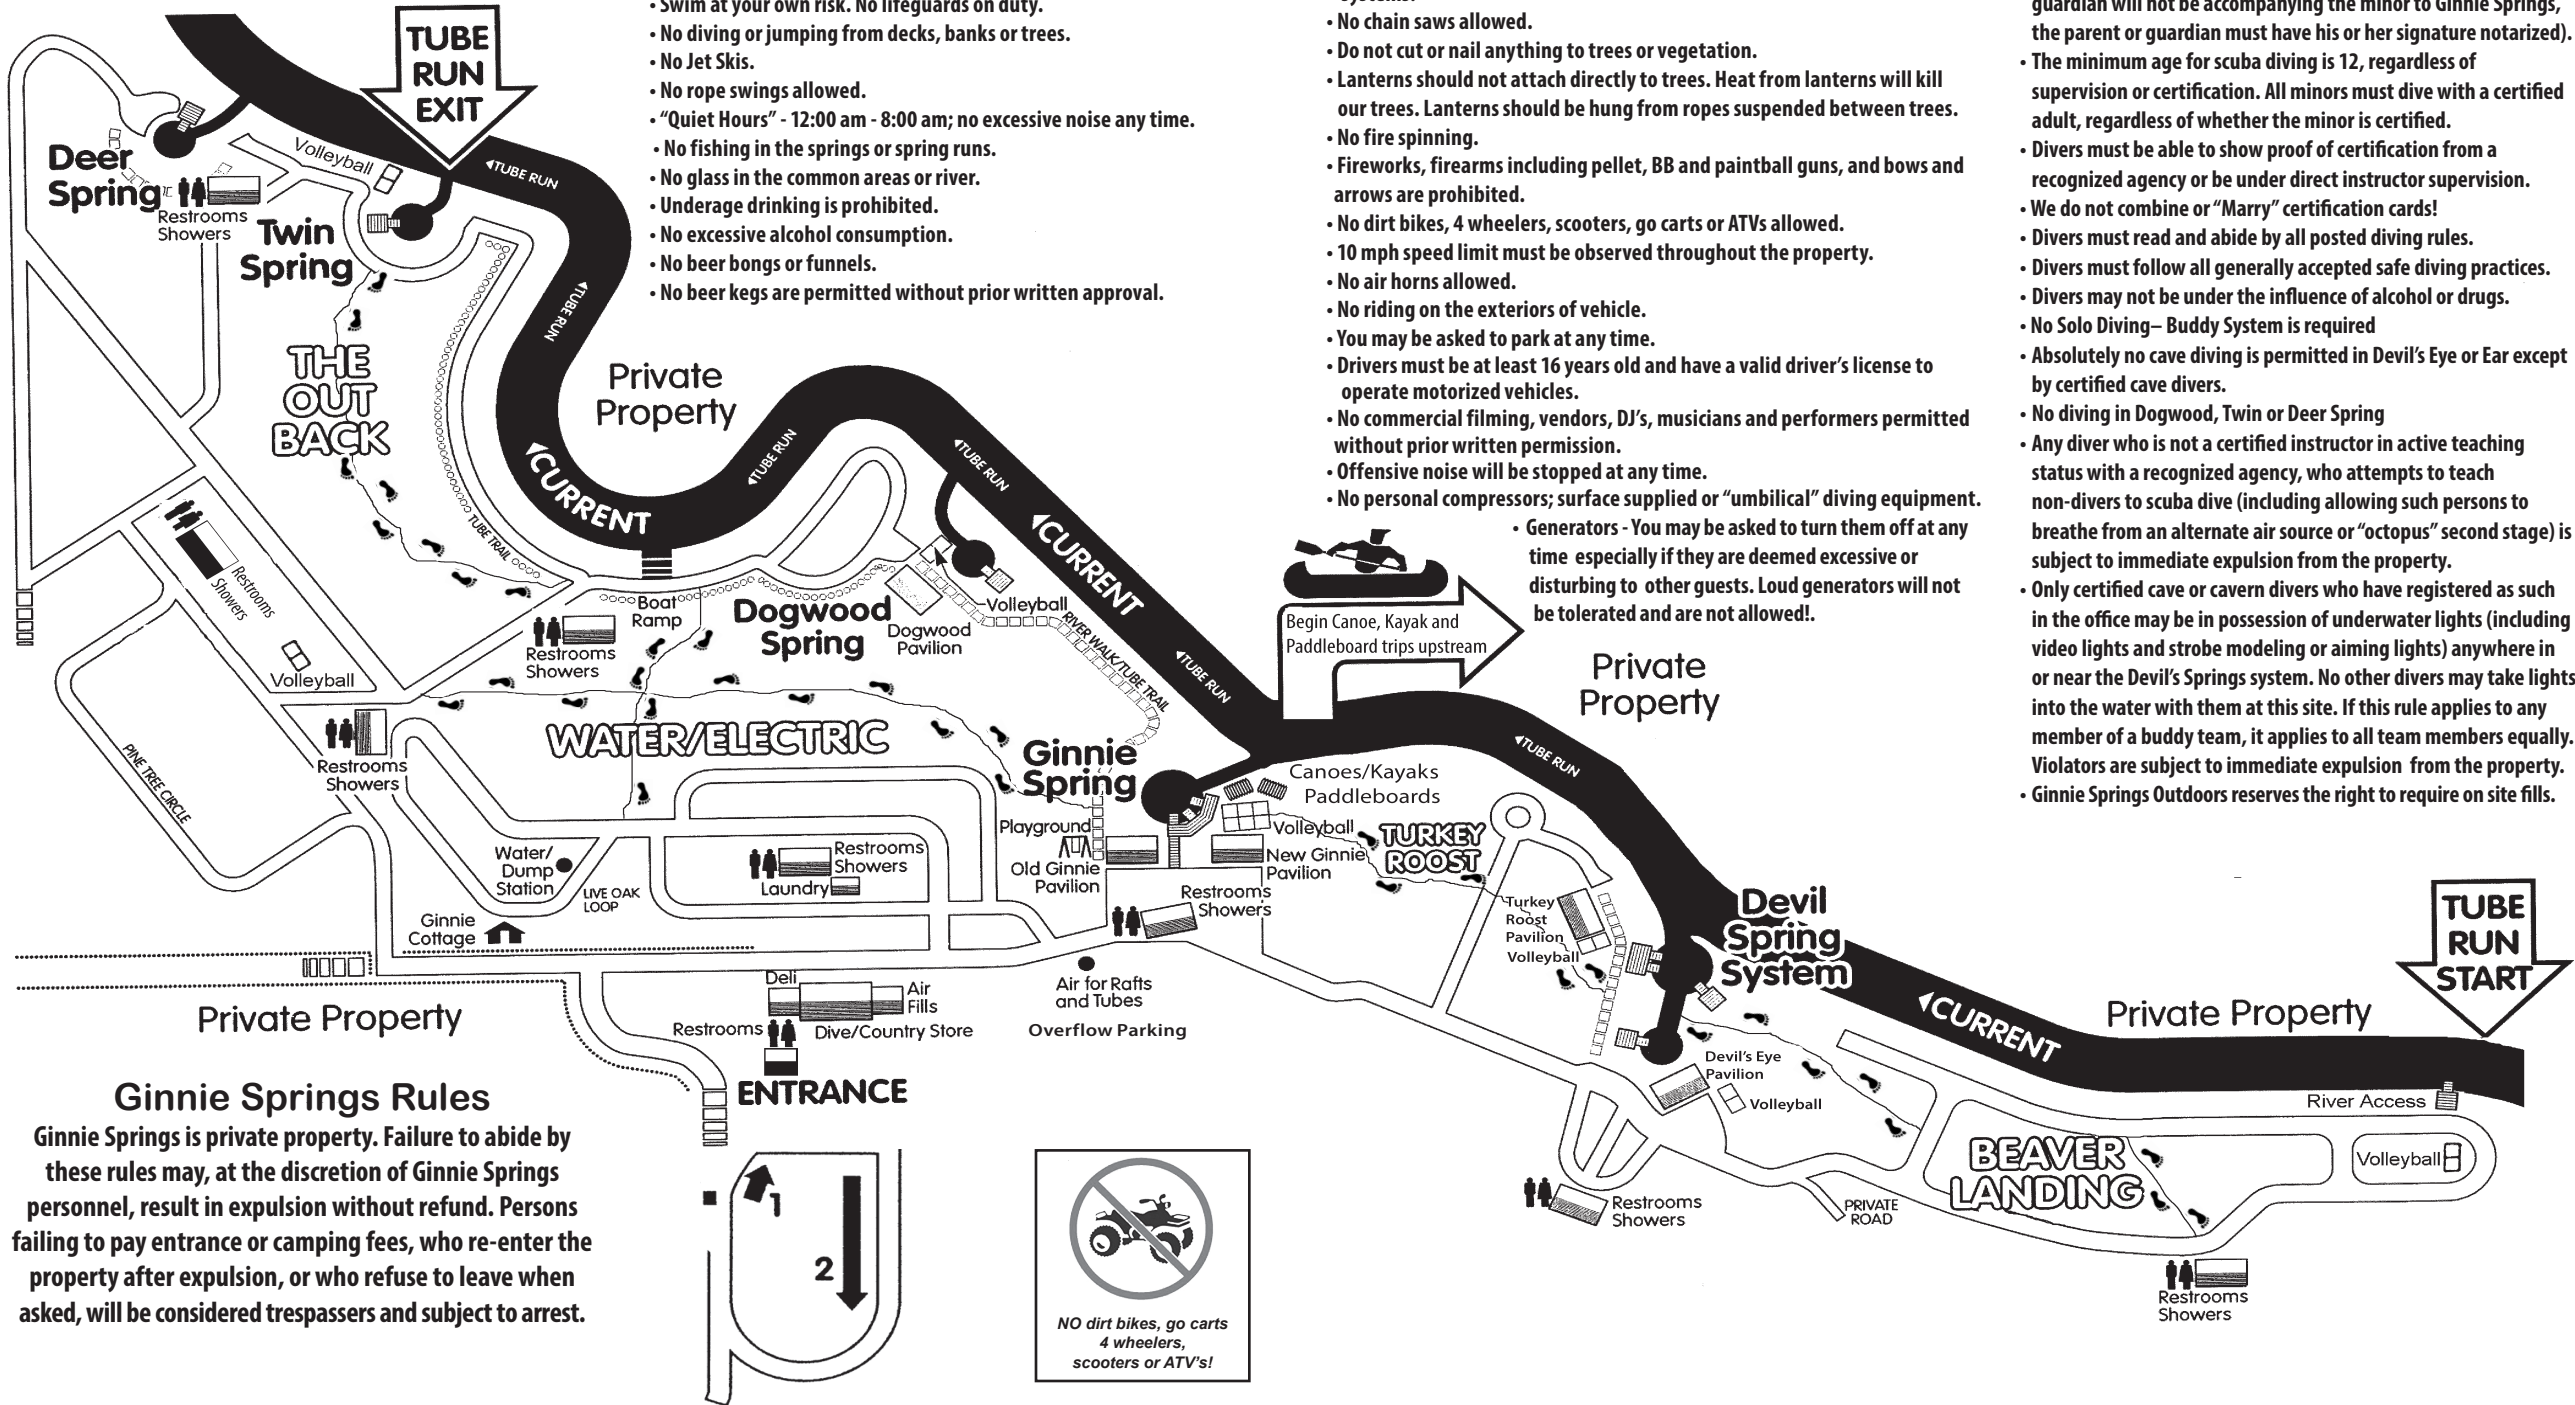 • Swim at your own risk. No lifeguards on duty.
• No diving or jumping from decks, banks or trees.
• No Jet Skis.
• No rope swings allowed.
• “Quiet Hours” - 12:00 am - 8:00 am; no excessive noise any time.
• No fishing in the springs or spring runs.
• No glass in the common areas or river.
• Underage drinking is prohibited.
• No excessive alcohol consumption.
• No beer bongs or funnels.
• No beer kegs are permitted without prior written approval.
• No chain saws allowed.
• Do not cut or nail anything to trees or vegetation.
• Lanterns should not attach directly to trees. Heat from lanterns will kill
our trees. Lanterns should be hung from ropes suspended between trees.
• No fire spinning.
• Fireworks, firearms including pellet, BB and paintball guns, and bows and
arrows are prohibited.
• No dirt bikes, 4 wheelers, scooters, go carts or ATVs allowed.
• 10 mph speed limit must be observed throughout the property.
• No air horns allowed.
• No riding on the exteriors of vehicle.
• You may be asked to park at any time.
• Drivers must be at least 16 years old and have a valid driver’s license to
operate motorized vehicles.
• No commercial filming, vendors, DJ’s, musicians and performers permitted
without prior written permission.
• Offensive noise will be stopped at any time.
• No personal compressors; surface supplied or “umbilical” diving equipment.
• Generators - You may be asked to turn them off at any
time especially if they are deemed excessive or
disturbing to other guests. Loud generators will not
be tolerated and are not allowed!.
guardian will not be accompanying the minor to Ginnie Springs,
the parent or guardian must have his or her signature notarized).
• The minimum age for scuba diving is 12, regardless of
supervision or certification. All minors must dive with a certified
adult, regardless of whether the minor is certified.
• Divers must be able to show proof of certification from a
recognized agency or be under direct instructor supervision.
• We do not combine or “Marry” certification cards!
• Divers must read and abide by all posted diving rules.
• Divers must follow all generally accepted safe diving practices.
• Divers may not be under the influence of alcohol or drugs.
• No Solo Diving– Buddy System is required
• Absolutely no cave diving is permitted in Devil’s Eye or Ear except
by certified cave divers.
• No diving in Dogwood, Twin or Deer Spring
• Any diver who is not a certified instructor in active teaching
status with a recognized agency, who attempts to teach
non-divers to scuba dive (including allowing such persons to
breathe from an alternate air source or “octopus” second stage) is
subject to immediate expulsion from the property.
• Only certified cave or cavern divers who have registered as such
in the office may be in possession of underwater lights (including
video lights and strobe modeling or aiming lights) anywhere in
or near the Devil’s Springs system. No other divers may take lights
into the water with them at this site. If this rule applies to any
member of a buddy team, it applies to all team members equally.
Violators are subject to immediate expulsion from the property.
• Ginnie Springs Outdoors reserves the right to require on site fills.
TUBE
RUN
EXIT
Deer
Spring
Volleyball
Restrooms
Showers
Twin
Spring
TUBE RUN
TUBE RUN
THE
OUT
BACK
Private
Property
CURRENT
TUBE RUN
TUBE RUN
CURRENT
TUBE TRAIL
Restrooms
Showers
Volleyball
Boat
Ramp
Restrooms
Showers
Dogwood
Spring
Dogwood
Pavilion
Volleyball
RIVER WALK/TUBE TRAIL
TUBE RUN
Begin Canoe, Kayak and
Paddleboard trips upstream
Private
Property
TUBE RUN
Restrooms
Showers
PINE TREE CIRCLE
WATER/ELECTRIC
Ginnie
Spring
Canoes/Kayaks
Paddleboards
Playground
Old Ginnie
Pavilion
Volleyball
New Ginnie
Pavilion
TURKEY
ROOST
Water/
Dump
Station
LIVE OAK
LOOP
Restrooms
Showers
Laundry
Ginnie
Cottage
Restrooms
Showers
Turkey
Roost
Pavilion
Volleyball
Devil
Spring
System
CURRENT
Private Property
TUBE
RUN
START
Private Property
Deli
Air
Fills
Restrooms
Dive/Country Store
Air for Rafts
and Tubes
Overflow Parking
ENTRANCE
Devil’s Eye
Pavilion
Volleyball
River Access
BEAVER
LANDING
Volleyball
PRIVATE
ROAD
Restrooms
Showers
Restrooms
Showers
Ginnie Springs Rules
Ginnie Springs is private property. Failure to abide by
these rules may, at the discretion of Ginnie Springs
personnel, result in expulsion without refund. Persons
failing to pay entrance or camping fees, who re-enter the
property after expulsion, or who refuse to leave when
asked, will be considered trespassers and subject to arrest.
1
2
NO dirt bikes, go carts
4 wheelers,
scooters or ATV’s!